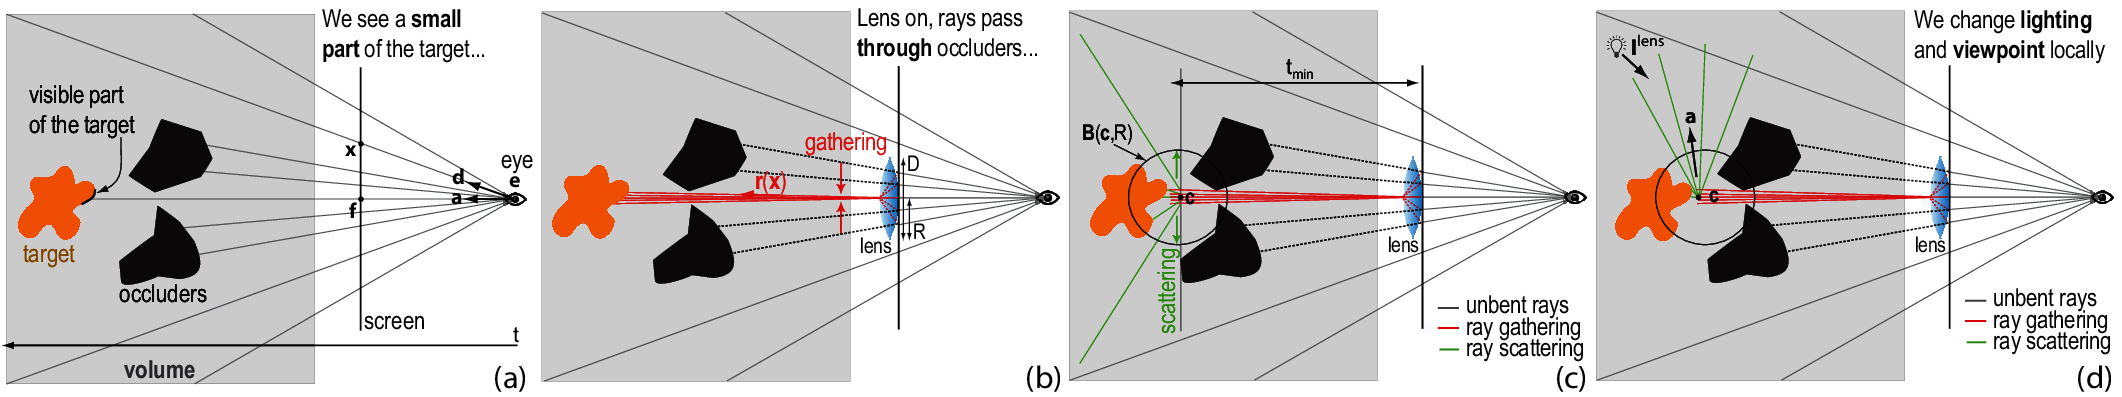 We see a small
part of the target...
visible part
of the target
x
d
eye
e
a
f
target
occluders
screen
t
volume
(a)
Lens on, rays pass
through occluders...
gathering
D
r(x)
R
lens
(b)
t_min
B(c,R)
c
scattering
lens
unbent rays
ray gathering
ray scattering
(c)
We change lighting
and viewpoint locally
l^lens
a
c
lens
unbent rays
ray gathering
ray scattering
(d)